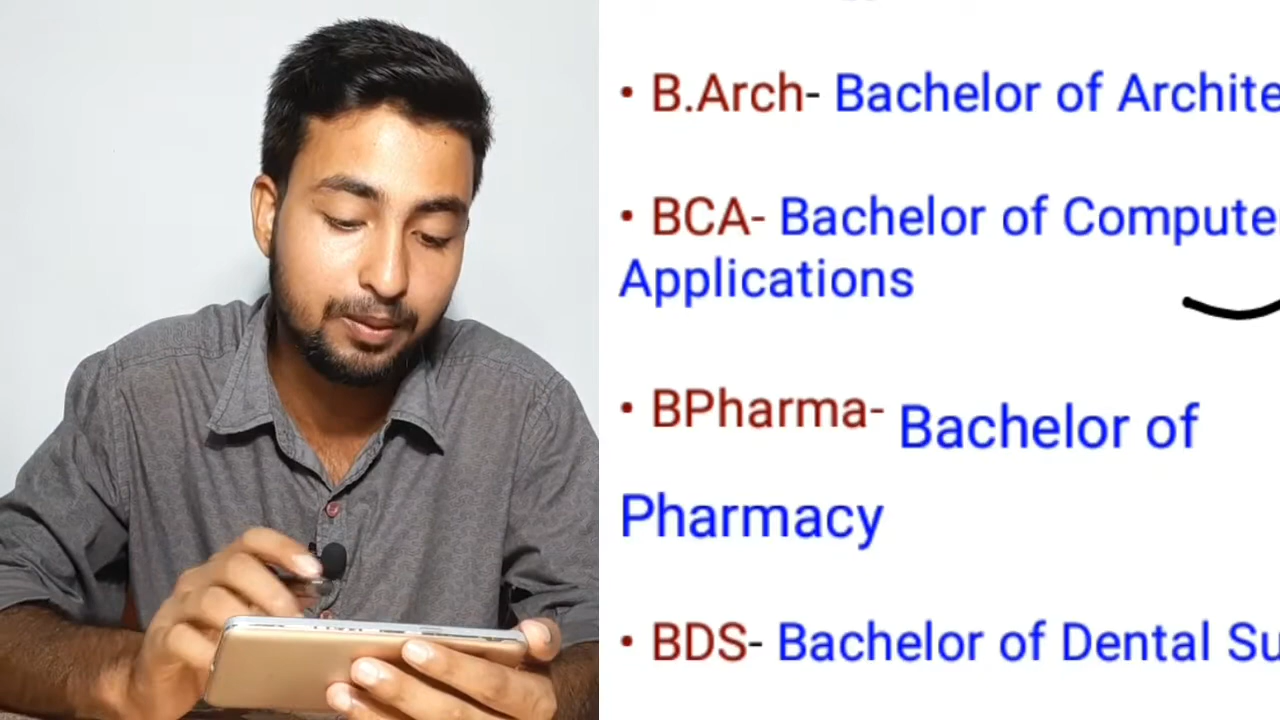 • B.Arch- Bachelor of Archite
• BCA- Bachelor of Compute
Applications
• BPharma- Bachelor of
Pharmacy
• BDS- Bachelor of Dental Su